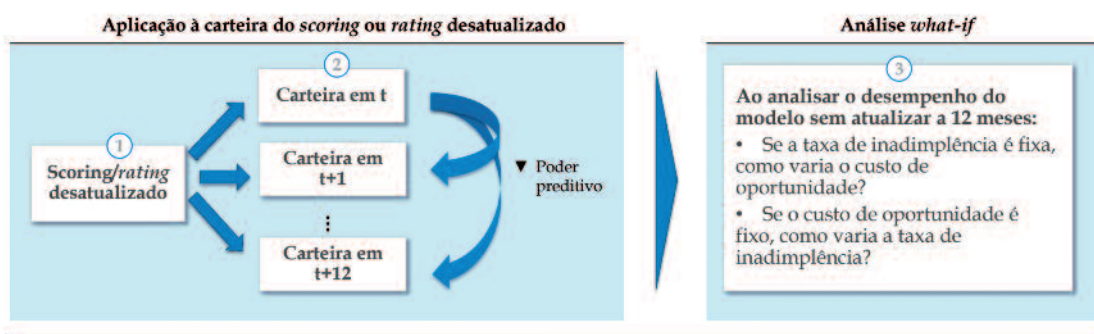 Aplicação à carteira do scoring ou rating desatualizado
Análise what-if
1
Scoring/rating
desatualizado
2
Carteira em t
Carteira em
t+1
⋮
Carteira em
t+12
▼ Poder
preditivo
3
Ao analisar o desempenho do
modelo sem atualizar a 12 meses:
• Se a taxa de inadimplência é fixa,
como varia o custo de
oportunidade?
• Se o custo de oportunidade é
fixo, como varia a taxa de
inadimplência?